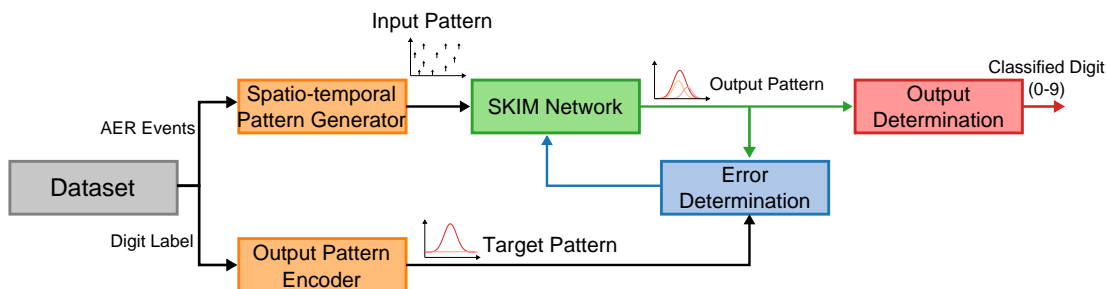 Input Pattern
Spatio-temporal
Pattern Generator
AER Events
SKIM Network
Output Pattern
Classified Digit
(0-9)
Output
Determination
Dataset
Error
Determination
Digit Label
Output Pattern
Encoder
Target Pattern